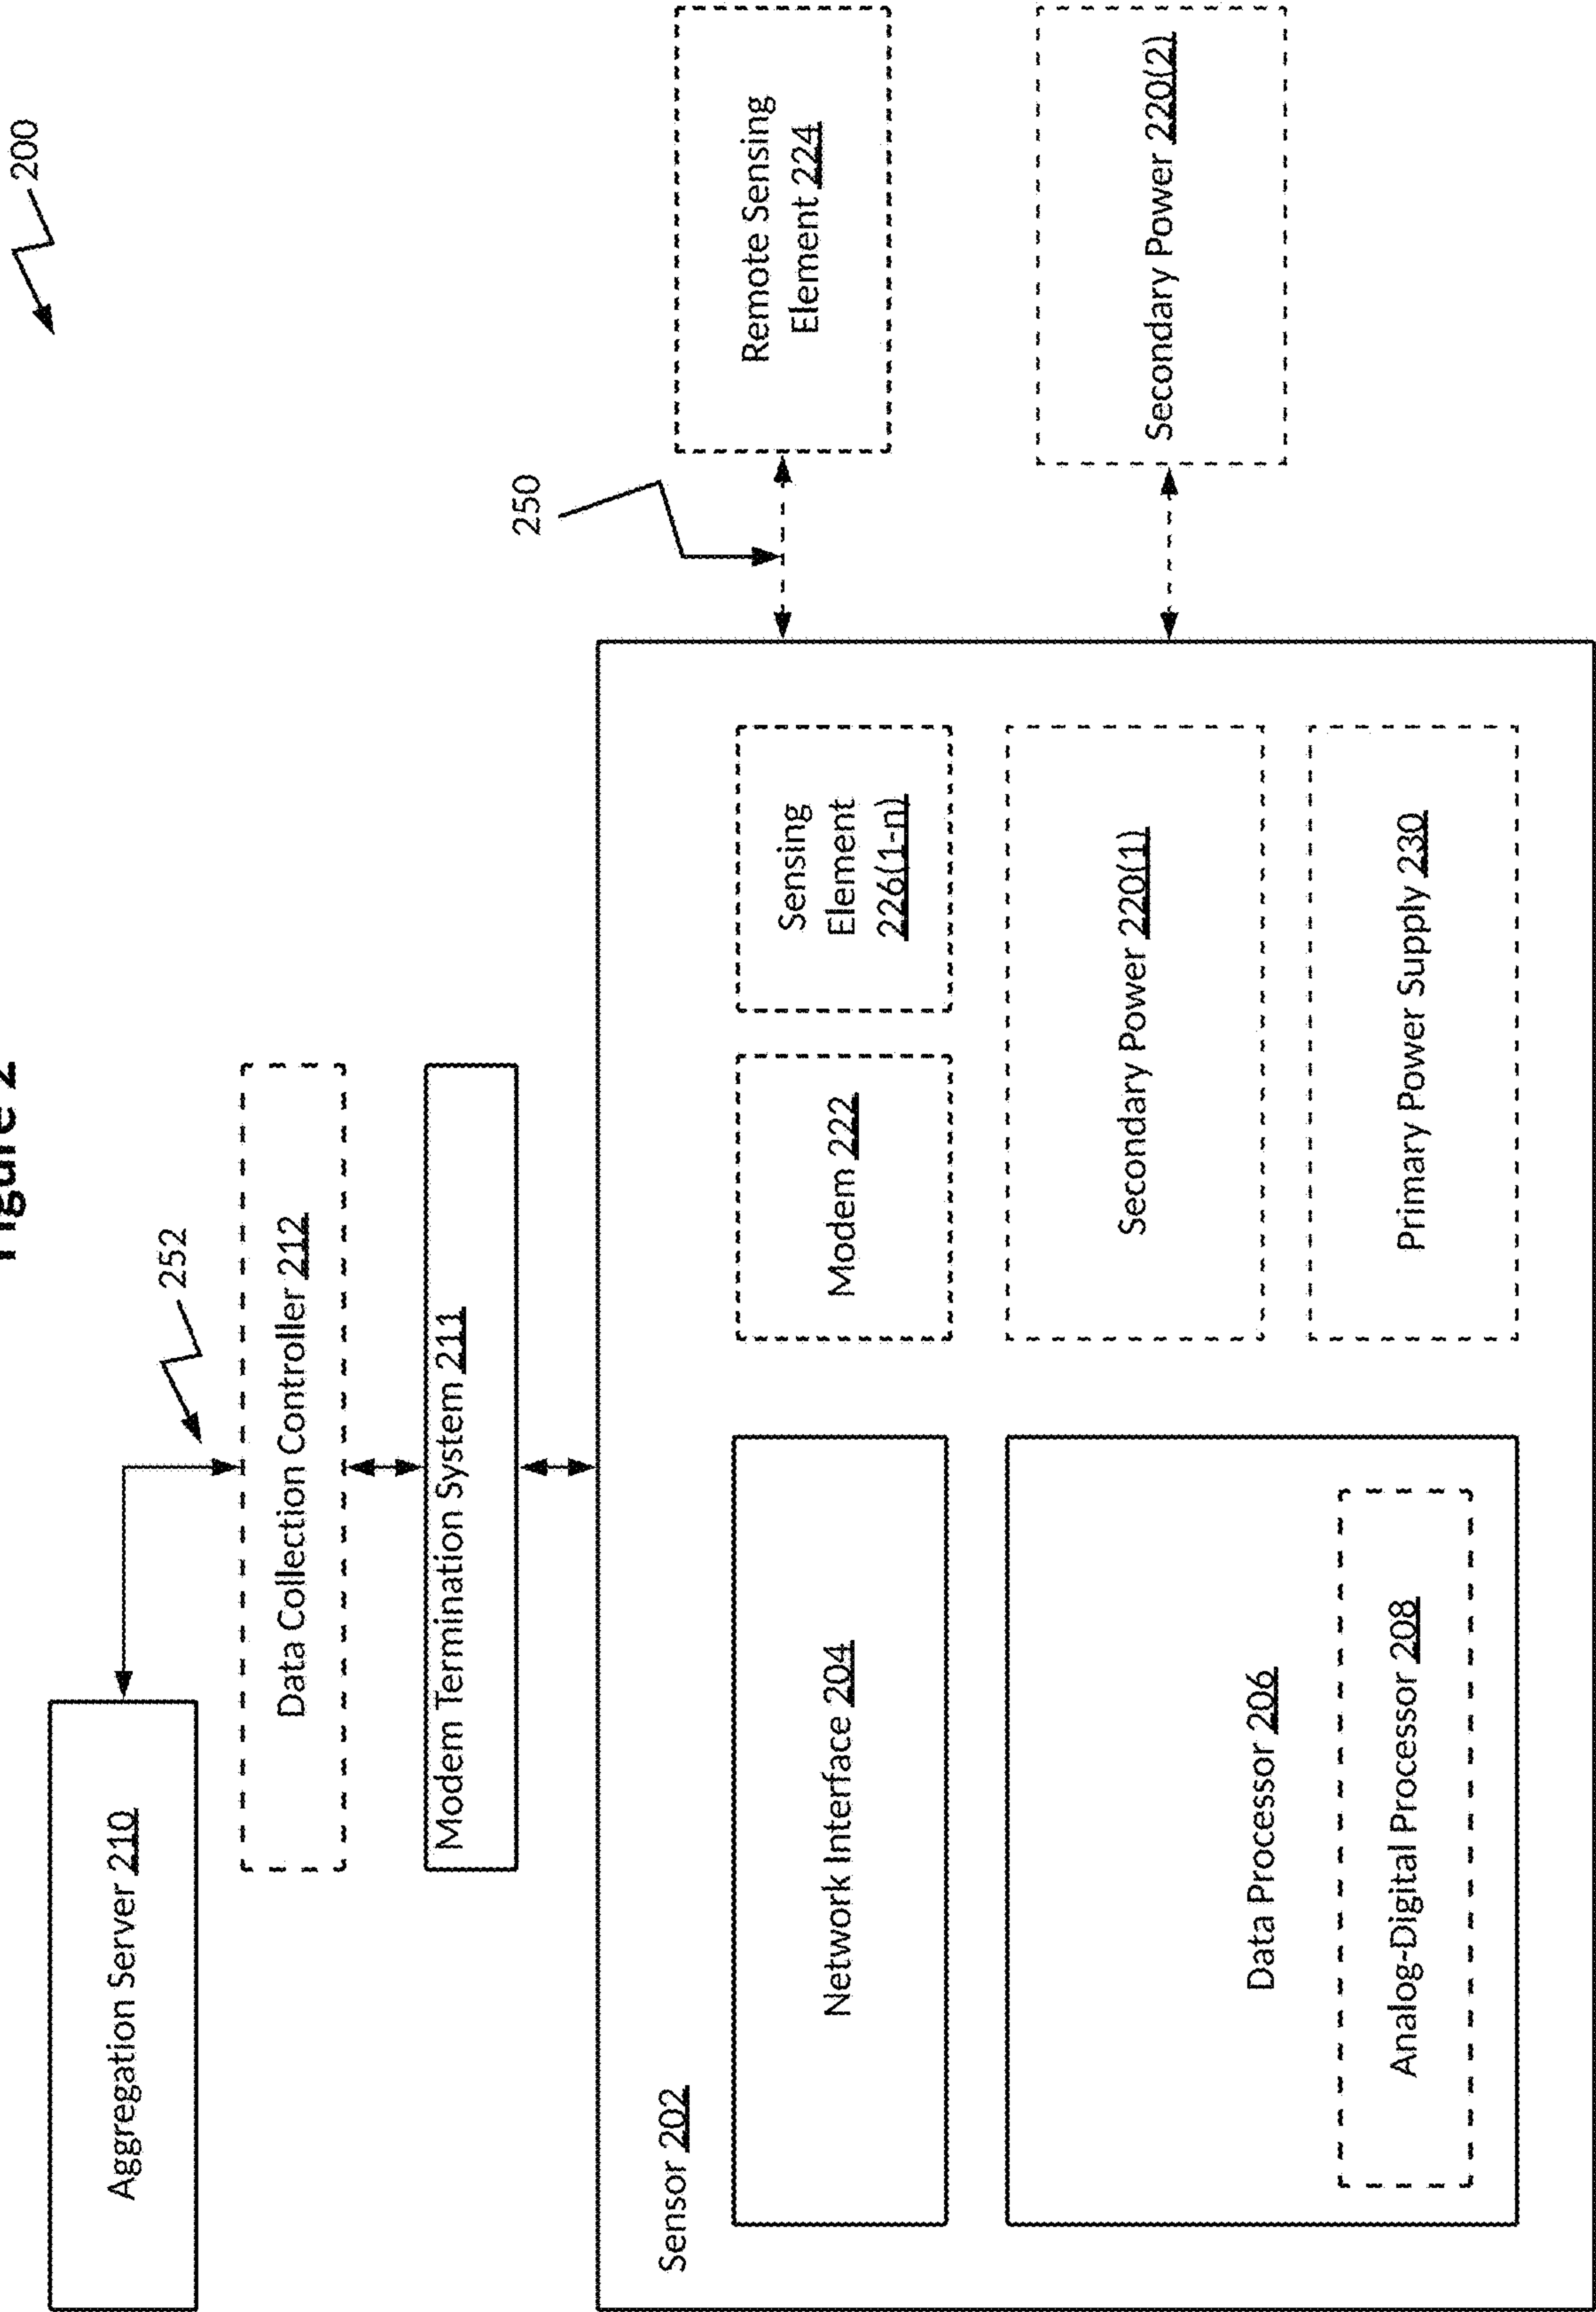 Figure 2
200
Aggregation Server 210
252
Data Collection Controller 212
Modem Termination System 211
250
Sensor 202
Network Interface 204
Modem 222
Sensing
Element
226(1-n)
Remote Sensing
Element 224
Data Processor 206
Analog-Digital Processor 208
Secondary Power 220(1)
Primary Power Supply 230
Secondary Power 220(2)